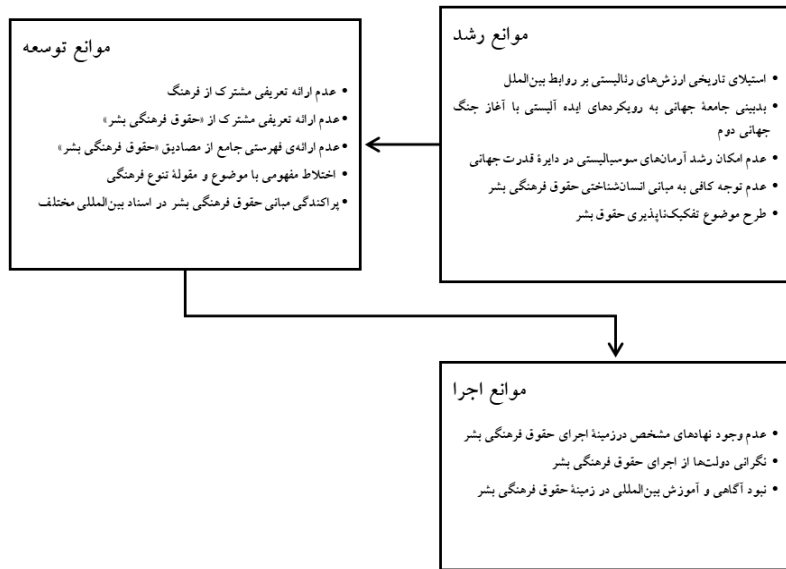 موانع رشد
• استیلای تاریخی ارزش‌های رئالیستی بر روابط بین‌الملل
• بدبینی جامعۀ جهانی به رویکردهای ایده آلیستی با آغاز جنگ
جهانی دوم
• عدم امکان رشد آرمان‌های سوسیالیستی در دایرۀ قدرت جهانی
• عدم توجه کافی به مبانی انسان‌شناختی حقوق فرهنگی بشر
• طرح موضوع تفکیک‌ناپذیری حقوق بشر
موانع توسعه
• عدم ارائه تعریفی مشترک از فرهنگ
• عدم ارائه تعریفی مشترک از «حقوق فرهنگی بشر»
• عدم ارائه‌ی فهرستی جامع از مصادیق «حقوق فرهنگی بشر»
• اختلاط مفهومی با موضوع و مقولۀ تنوع فرهنگی
• پراکندگی مبانی حقوق فرهنگی بشر در اسناد بین‌المللی مختلف
موانع اجرا
• عدم وجود نهادهای مشخص درزمینۀ اجرای حقوق فرهنگی بشر
• نگرانی دولت‌ها از اجرای حقوق فرهنگی بشر
• نبود آگاهی و آموزش بین‌المللی در زمینۀ حقوق فرهنگی بشر